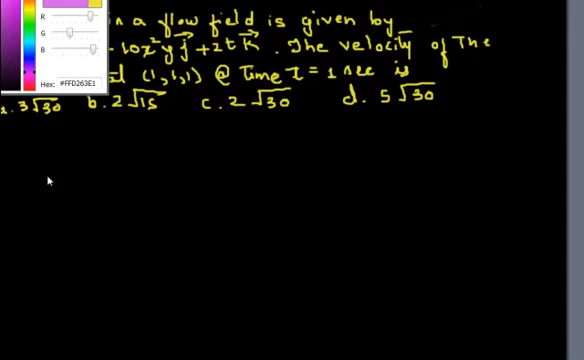 R
G
B
Hex: #FFD263E1
in a flow field is given by
- 10x²y j + 2t k . The velocity of The
(1,1,1) @ Time t = 1 sec is
a. 3√30 b. 2√15 c. 2√30 d. 5√30